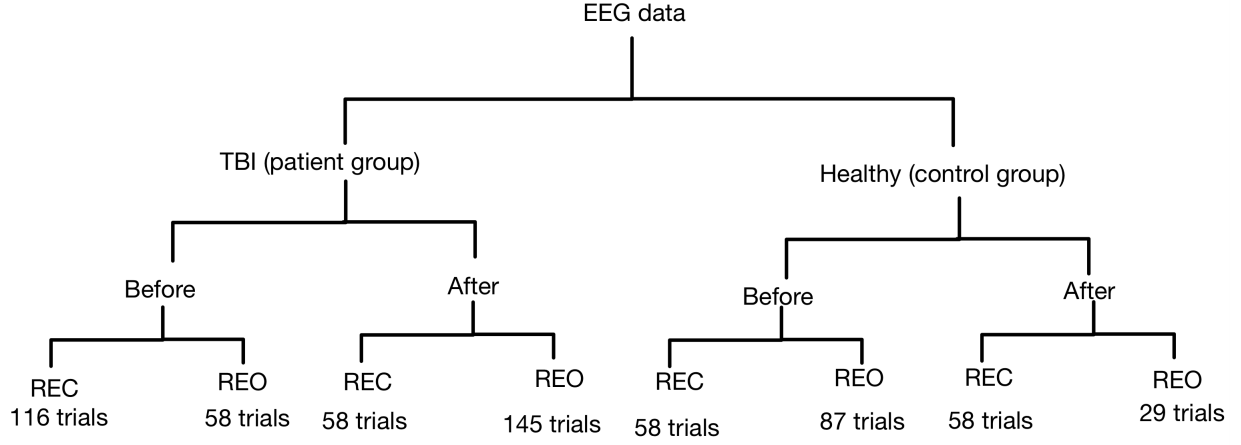 EEG data
TBI (patient group)
Healthy (control group)
Before
After
Before
After
REC
REO
REC
REO
REC
REO
REC
REO
116 trials
58 trials
58 trials
145 trials
58 trials
87 trials
58 trials
29 trials